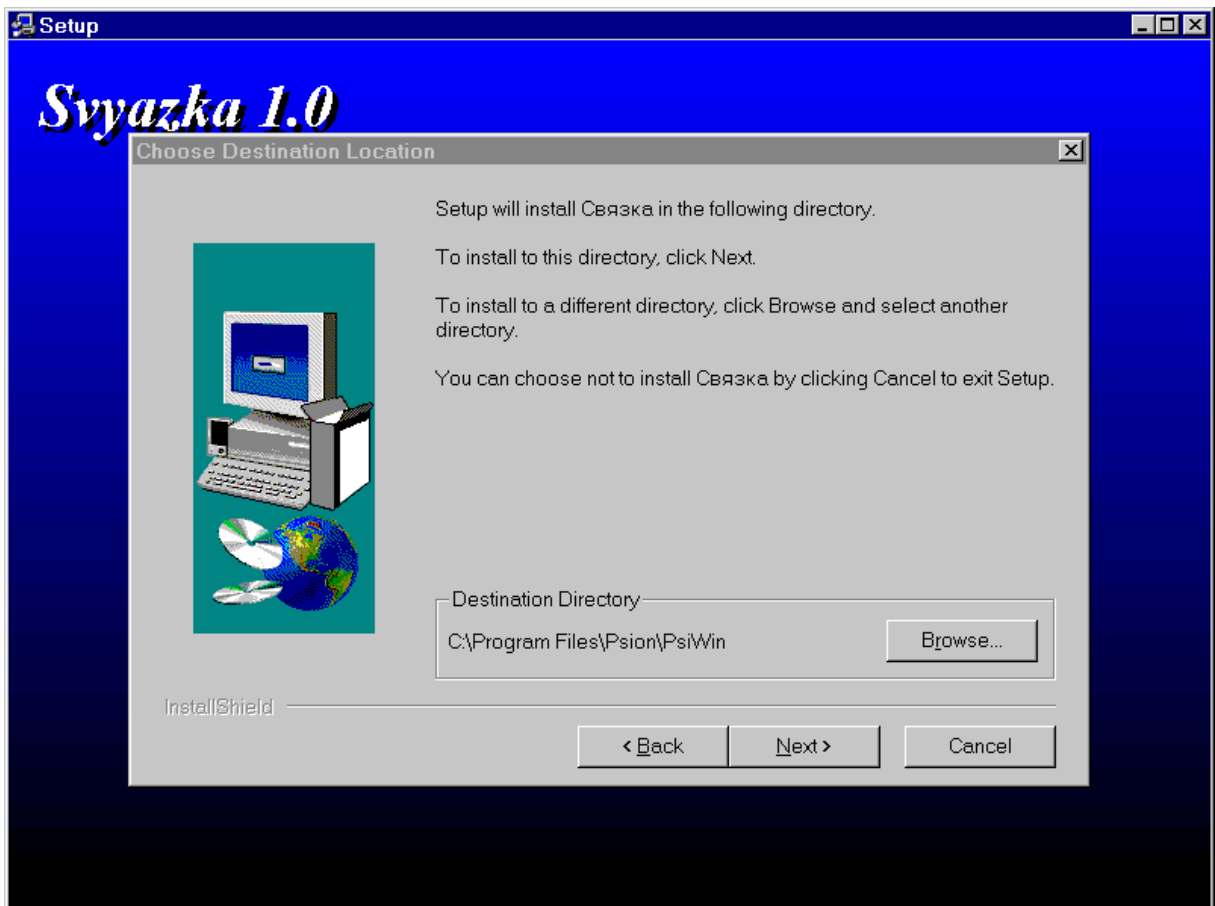 Setup
Svyazka 1.0
Choose Destination Location
Setup will install Связка in the following directory.
To install to this directory, click Next.
To install to a different directory, click Browse and select another
directory.
You can choose not to install Связка by clicking Cancel to exit Setup.
Destination Directory
C:\Program Files\Psion\PsiWin
Browse...
InstallShield
< Back
Next >
Cancel